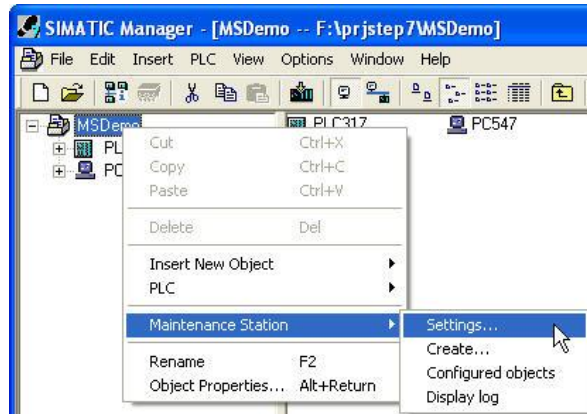 SIMATIC Manager - [MSDemo -- F:\prjstep7\MSDemo]
File Edit Insert PLC View Options Window Help
MSDemo
PL
PC
PLC317
PC547
Cut Ctrl+X
Copy Ctrl+C
Paste Ctrl+V
Delete Del
Insert New Object
PLC
Maintenance Station
Rename F2
Object Properties... Alt+Return
Settings...
Create...
Configured objects
Display log